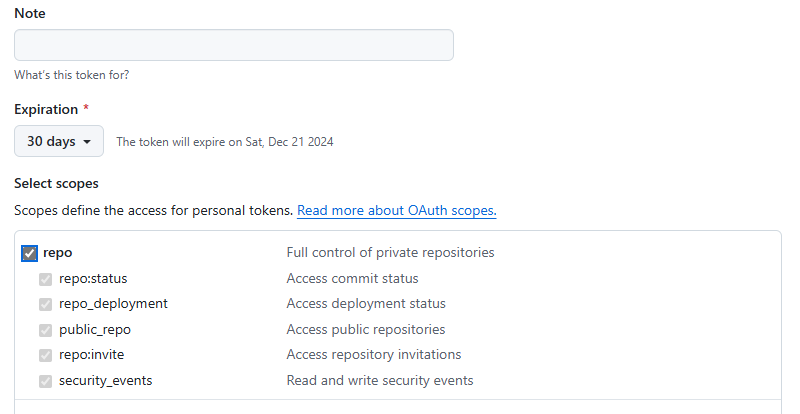 Note
What's this token for?
Expiration *
30 days The token will expire on Sat, Dec 21 2024
Select scopes
Scopes define the access for personal tokens. Read more about OAuth scopes.
repo Full control of private repositories
repo:status Access commit status
repo_deployment Access deployment status
public_repo Access public repositories
repo:invite Access repository invitations
security_events Read and write security events